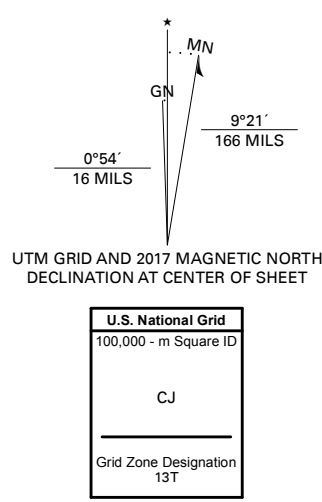 MN
GN
9°21´
166 MILS
0°54´
16 MILS
UTM GRID AND 2017 MAGNETIC NORTH
DECLINATION AT CENTER OF SHEET
U.S. National Grid
100,000 - m Square ID
CJ
Grid Zone Designation
13T